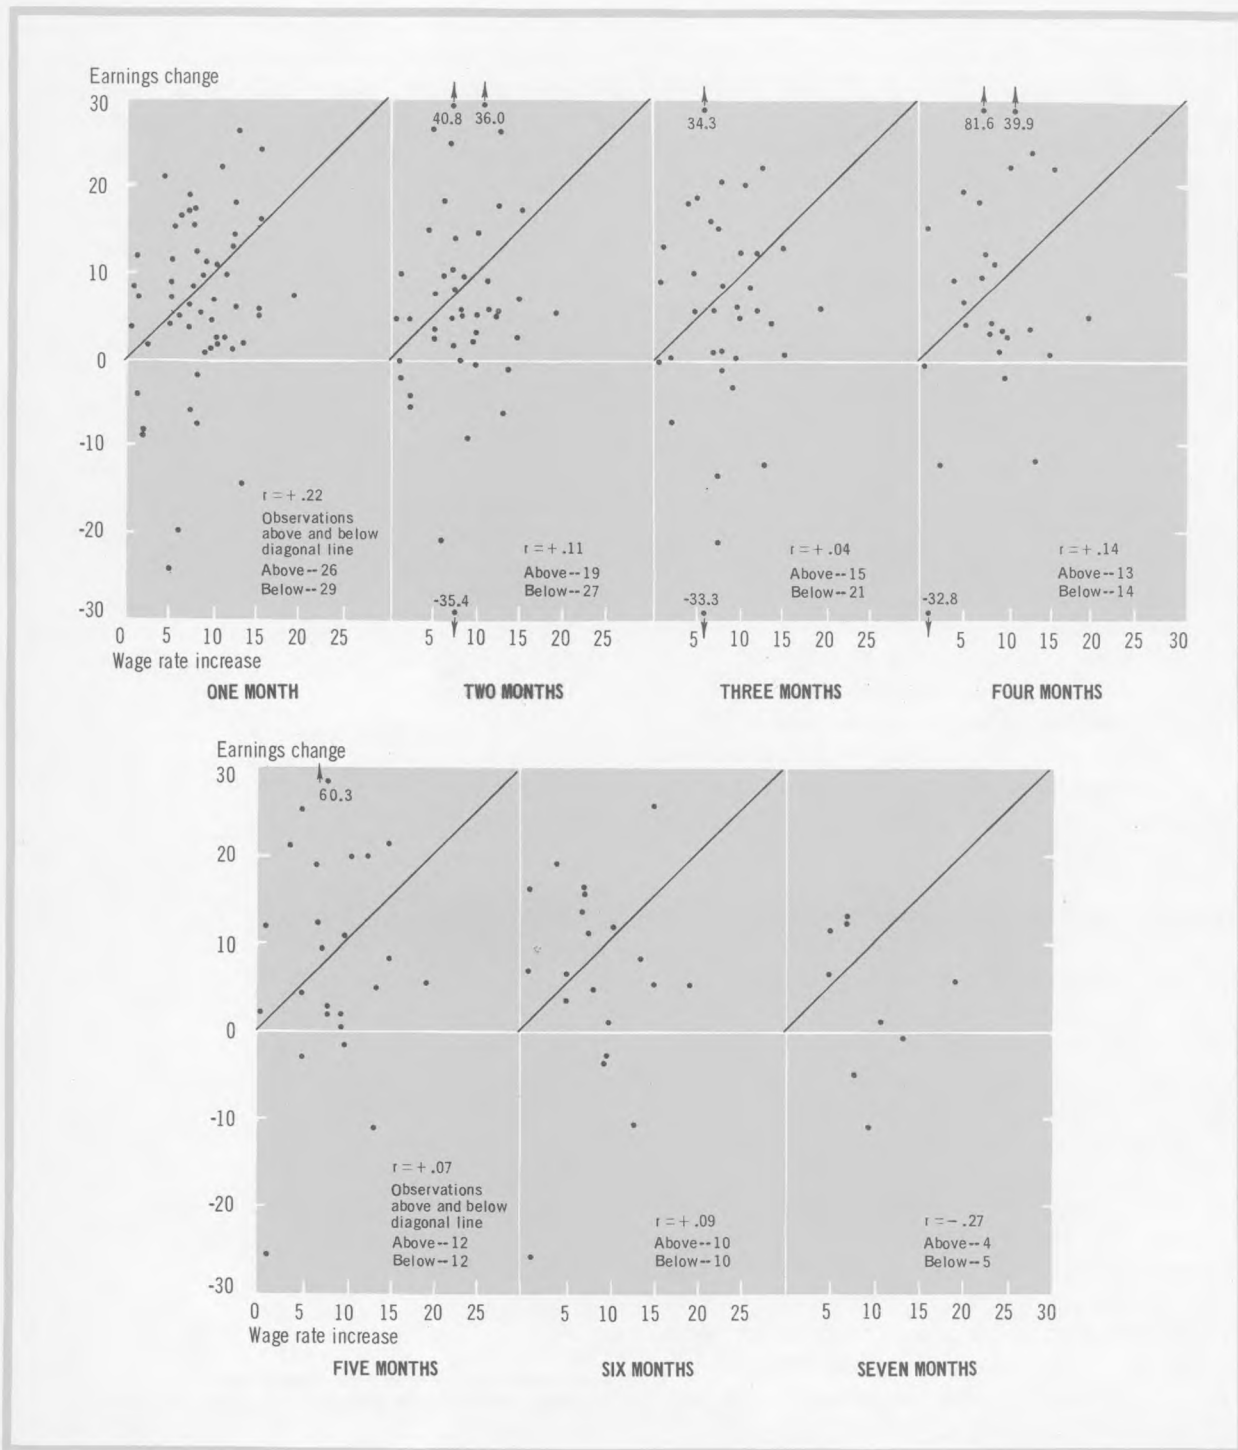 Earnings change
30
20
10
0
-10
-20
-30
40.8 36.0
34.3
81.6 39.9
r = + .22
Observations
above and below
diagonal line
Above--26
Below--29
r = + .11
Above--19
Below--27
-35.4
r = + .04
Above--15
Below--21
-33.3
r = + .14
Above--13
Below--14
-32.8
0 5 10 15 20 25
5 10 15 20 25
5 10 15 20 25
5 10 15 20 25 30
Wage rate increase
ONE MONTH
TWO MONTHS
THREE MONTHS
FOUR MONTHS
Earnings change
30
20
10
0
-10
-20
-30
60.3
r = + .07
Observations
above and below
diagonal line
Above--12
Below--12
r = + .09
Above--10
Below--10
r = - .27
Above--4
Below--5
0 5 10 15 20 25
5 10 15 20 25
5 10 15 20 25 30
Wage rate increase
FIVE MONTHS
SIX MONTHS
SEVEN MONTHS